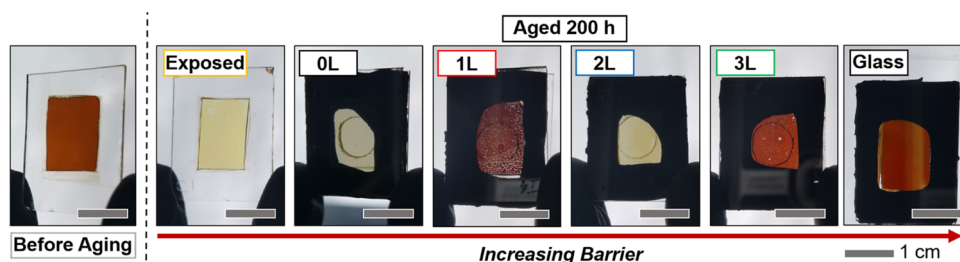 Aged 200 h
Exposed
0L
1L
2L
3L
Glass
Before Aging
Increasing Barrier
1 cm